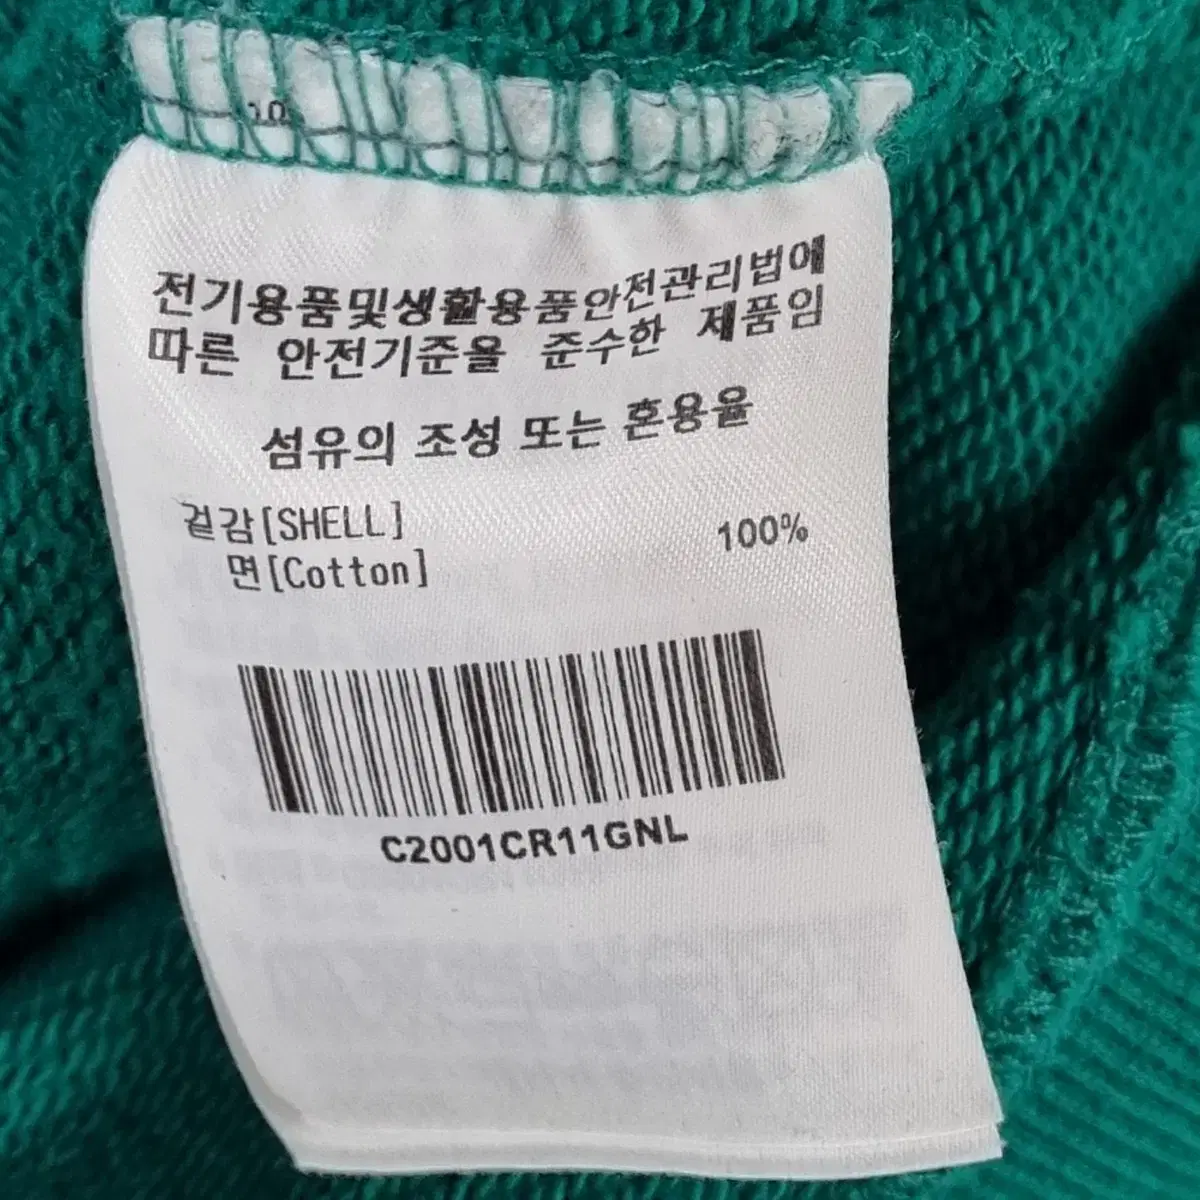 전기용품및생활용품안전관리법에
따른 안전기준을 준수한 제품임
섬유의 조성 또는 혼용율
겉감[SHELL]
면[Cotton] 100%
C2001CR11GNL